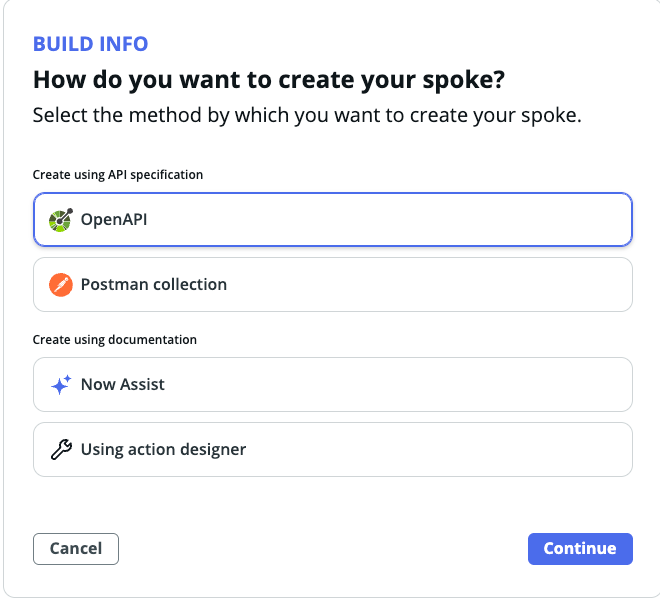 BUILD INFO
How do you want to create your spoke?
Select the method by which you want to create your spoke.
Create using API specification
OpenAPI
Postman collection
Create using documentation
Now Assist
Using action designer
Cancel
Continue